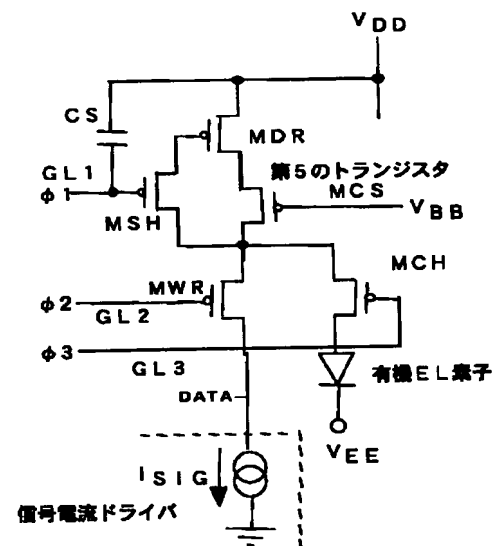 VDD
CS
MDR
GL1
φ1
第5のトランジスタ
MCS
VBB
MSH
MCH
MWR
φ2
GL2
φ3
GL3
有機EL素子
DATA
VEE
ISIG
信号電流ドライバ